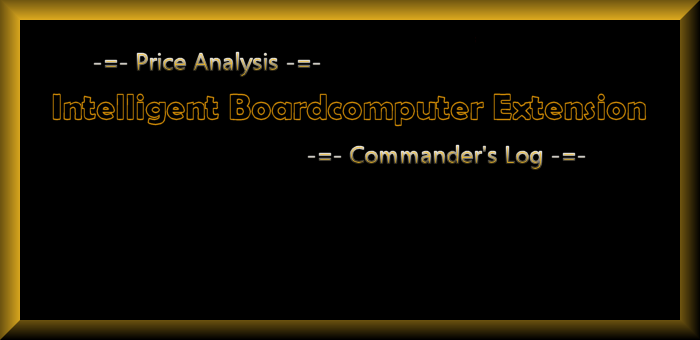 -=- Price Analysis -=-
Intelligent Boardcomputer Extension
-=- Commander's Log -=-